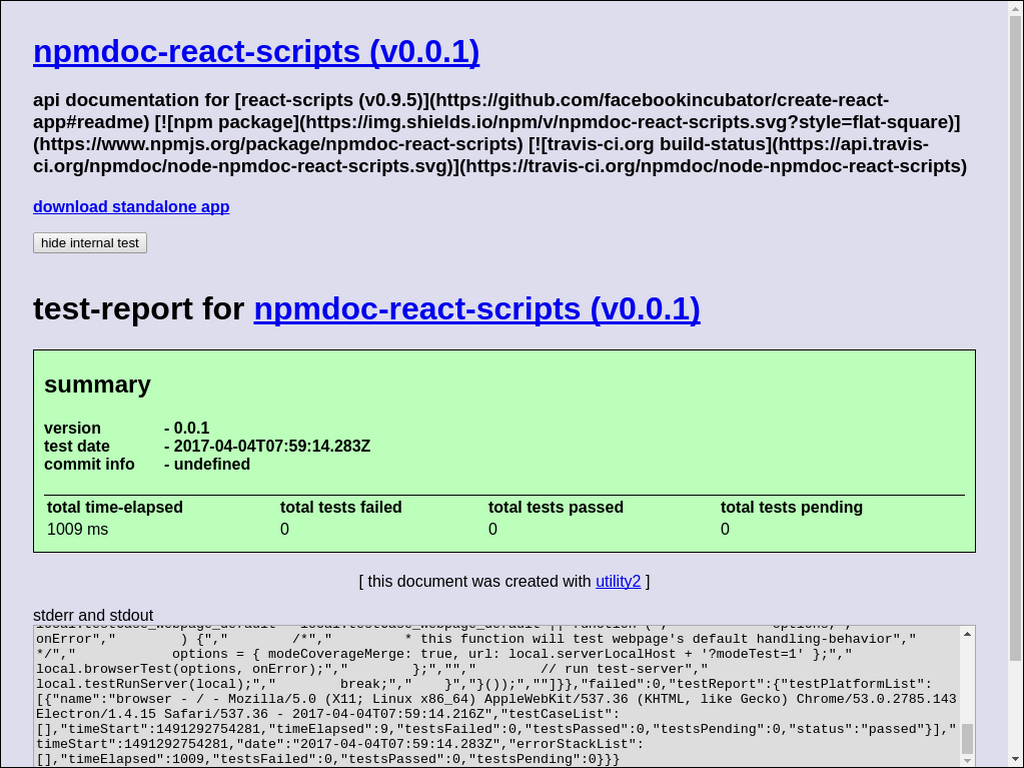 npmdoc-react-scripts (v0.0.1)
api documentation for [react-scripts (v0.9.5)](https://github.com/facebookincubator/create-react-
app#readme) [![npm package](https://img.shields.io/npm/v/npmdoc-react-scripts.svg?style=flat-square)]
(https://www.npmjs.org/package/npmdoc-react-scripts) [![travis-ci.org build-status](https://api.travis-
ci.org/npmdoc/node-npmdoc-react-scripts.svg)](https://travis-ci.org/npmdoc/node-npmdoc-react-scripts)
download standalone app
hide internal test
test-report for npmdoc-react-scripts (v0.0.1)
summary
version - 0.0.1
test date - 2017-04-04T07:59:14.283Z
commit info - undefined
total time-elapsed total tests failed total tests passed total tests pending
1009 ms 0 0 0
[ this document was created with utility2 ]
stderr and stdout
onError","        ) {","        /*","         * this function will test webpage's default handling-behavior","
*/","            options = { modeCoverageMerge: true, url: local.serverLocalHost + '?modeTest=1' };","
local.browserTest(options, onError);","        };","","        // run test-server","
local.testRunServer(local);","        break;","    }","}());",""]}},"failed":0,"testReport":{"testPlatformList":
[{"name":"browser - / - Mozilla/5.0 (X11; Linux x86_64) AppleWebKit/537.36 (KHTML, like Gecko) Chrome/53.0.2785.143
Electron/1.4.15 Safari/537.36 - 2017-04-04T07:59:14.216Z","testCaseList":
[],"timeStart":1491292754281,"timeElapsed":9,"testsFailed":0,"testsPassed":0,"testsPending":0,"status":"passed"}],"
timeStart":1491292754281,"date":"2017-04-04T07:59:14.283Z","errorStackList":
[],"timeElapsed":1009,"testsFailed":0,"testsPassed":0,"testsPending":0}}}